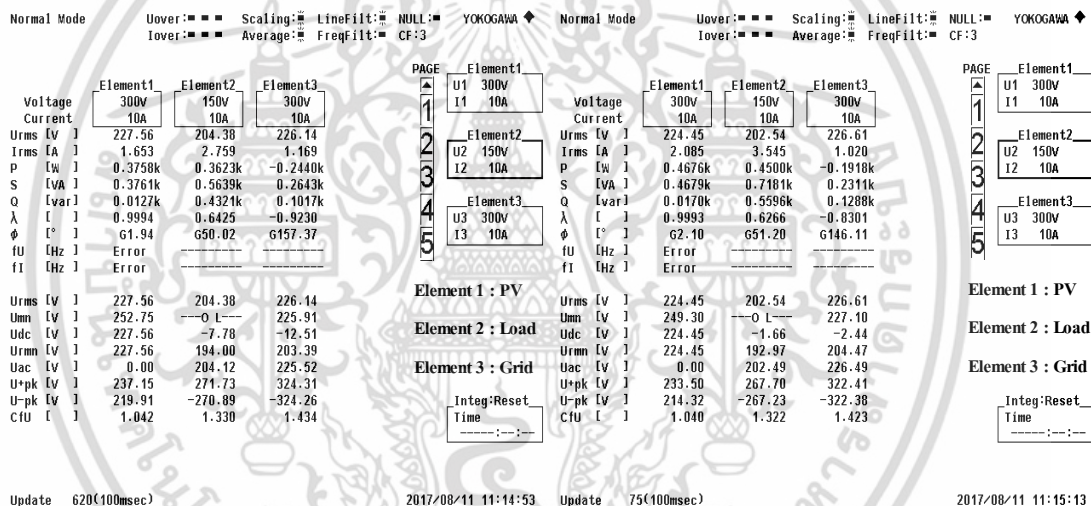 Normal Mode Uover:■ ■ ■ Scaling:■ LineFilt:■ NULL:■ YOKOGAWA ◆
Iover:■ ■ ■ Average:■ FreqFilt:■ CF:3
PAGE
1
2
3
4
5
Element1
U1 300V
I1 10A
Element2
U2 150V
I2 10A
Element3
U3 300V
I3 10A
Element1 Element2 Element3
Voltage 300V 150V 300V
Current 10A 10A 10A
Urms [V ] 227.56 204.38 226.14
Irms [A ] 1.653 2.759 1.169
P [W ] 0.3758k 0.3623k -0.2440k
S [VA ] 0.3761k 0.5639k 0.2643k
Q [var] 0.0127k 0.4321k 0.1017k
λ [ ] 0.9994 0.6425 -0.9230
φ [° ] G1.94 G50.02 G157.37
fU [Hz ] Error --------- ---------
fI [Hz ] Error --------- ---------
Urms [V ] 227.56 204.38 226.14
Umn [V ] 252.75 ---O L--- 225.91
Udc [V ] 227.56 -7.78 -12.51
Urmn [V ] 227.56 194.00 203.39
Uac [V ] 0.00 204.12 225.52
U+pk [V ] 237.15 271.73 324.31
U-pk [V ] 219.91 -270.89 -324.26
CfU [ ] 1.042 1.330 1.434
Element 1 : PV
Element 2 : Load
Element 3 : Grid
Integ:Reset
Time
-----:--:--
Update 620(100msec) 2017/08/11 11:14:53
Normal Mode Uover:■ ■ ■ Scaling:■ LineFilt:■ NULL:■ YOKOGAWA ◆
Iover:■ ■ ■ Average:■ FreqFilt:■ CF:3
PAGE
1
2
3
4
5
Element1
U1 300V
I1 10A
Element2
U2 150V
I2 10A
Element3
U3 300V
I3 10A
Element1 Element2 Element3
Voltage 300V 150V 300V
Current 10A 10A 10A
Urms [V ] 224.45 202.54 226.61
Irms [A ] 2.085 3.545 1.020
P [W ] 0.4676k 0.4500k -0.1918k
S [VA ] 0.4679k 0.7181k 0.2311k
Q [var] 0.0170k 0.5596k 0.1288k
λ [ ] 0.9993 0.6266 -0.8301
φ [° ] G2.10 G51.20 G146.11
fU [Hz ] Error --------- ---------
fI [Hz ] Error --------- ---------
Urms [V ] 224.45 202.54 226.61
Umn [V ] 249.30 ---O L--- 227.10
Udc [V ] 224.45 -1.66 -2.44
Urmn [V ] 224.45 192.97 204.47
Uac [V ] 0.00 202.49 226.49
U+pk [V ] 233.50 267.70 322.41
U-pk [V ] 214.32 -267.23 -322.38
CfU [ ] 1.040 1.322 1.423
Element 1 : PV
Element 2 : Load
Element 3 : Grid
Integ:Reset
Time
-----:--:--
Update 75(100msec) 2017/08/11 11:15:13